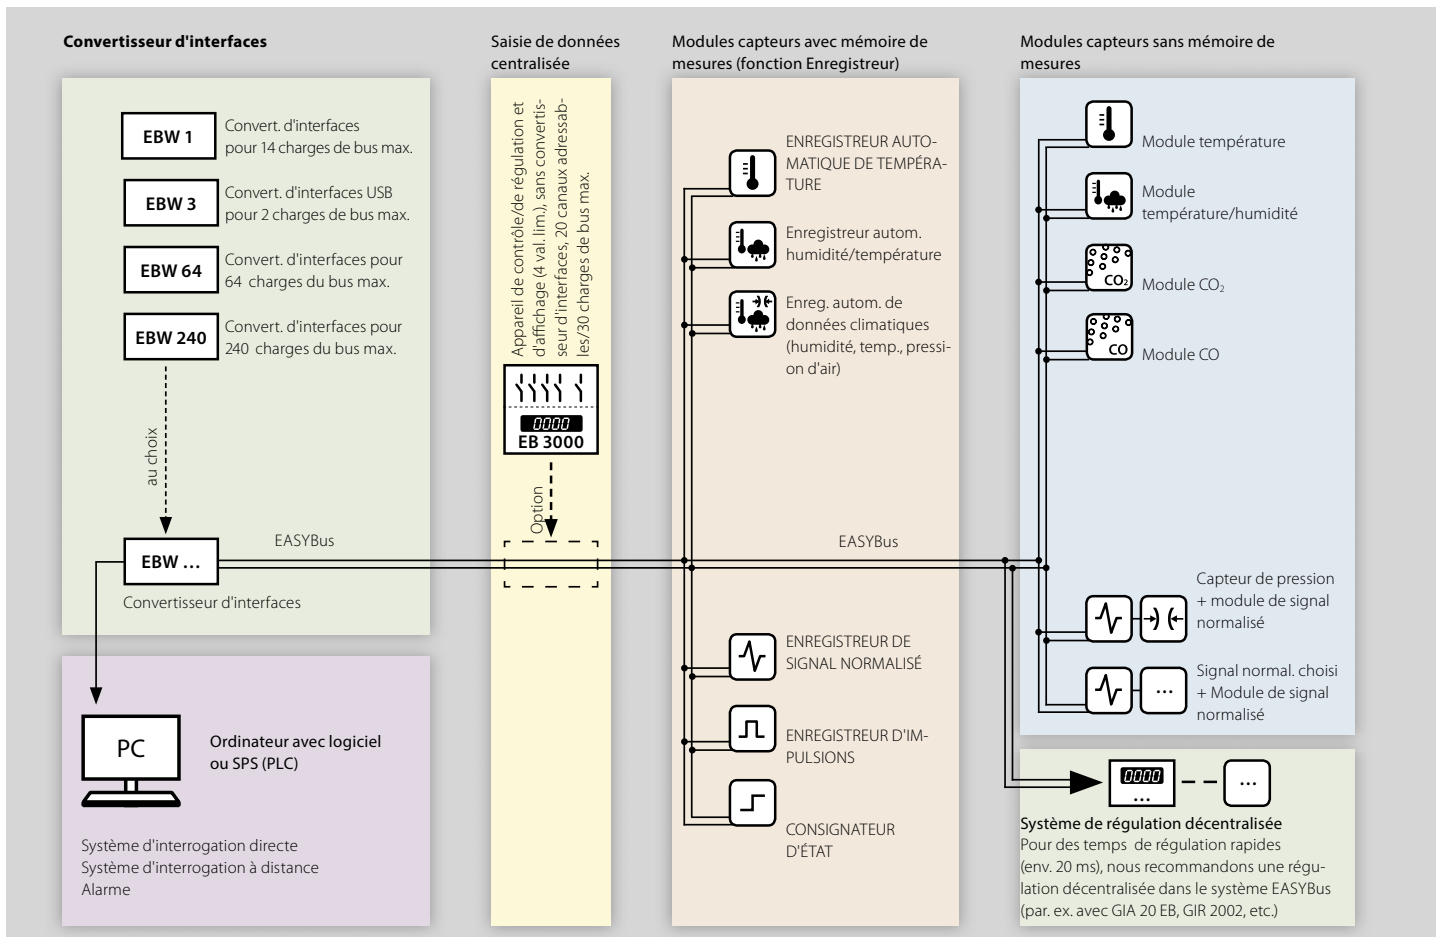 Convertisseur d'interfaces
EBW 1
Convert. d'interfaces
pour 14 charges de bus max.
EBW 3
Convert. d'interfaces USB
pour 2 charges de bus max.
EBW 64
Convert. d'interfaces pour
64 charges du bus max.
EBW 240
Convert. d'interfaces pour
240 charges du bus max.
au choix
EBW ...
EASYBus
Convertisseur d'interfaces
PC
Ordinateur avec logiciel
ou SPS (PLC)
Système d'interrogation directe
Système d'interrogation à distance
Alarme
Saisie de données
centralisée
Appareil de contrôle/de régulation et
d'affichage (4 val. lim.), sans convertis-
seur d'interfaces, 20 canaux adressab-
les/30 charges de bus max.
0000
EB 3000
Option
Modules capteurs avec mémoire de
mesures (fonction Enregistreur)
ENREGISTREUR AUTO-
MATIQUE DE TEMPÉRA-
TURE
Enregistreur autom.
humidité/température
Enreg. autom. de
données climatiques
(humidité, temp., pressi-
on d'air)
EASYBus
ENREGISTREUR DE
SIGNAL NORMALISÉ
ENREGISTREUR D'IM-
PULSIONS
CONSIGNATEUR
D'ÉTAT
Modules capteurs sans mémoire de
mesures
Module température
Module
température/humidité
CO₂
Module CO₂
CO
Module CO
Capteur de pression
+ module de signal
normalisé
...
Signal normal. choisi
+ Module de signal
normalisé
0000
...
...
Système de régulation décentralisée
Pour des temps de régulation rapides
(env. 20 ms), nous recommandons une régu-
lation décentralisée dans le système EASYBus
(par. ex. avec GIA 20 EB, GIR 2002, etc.)